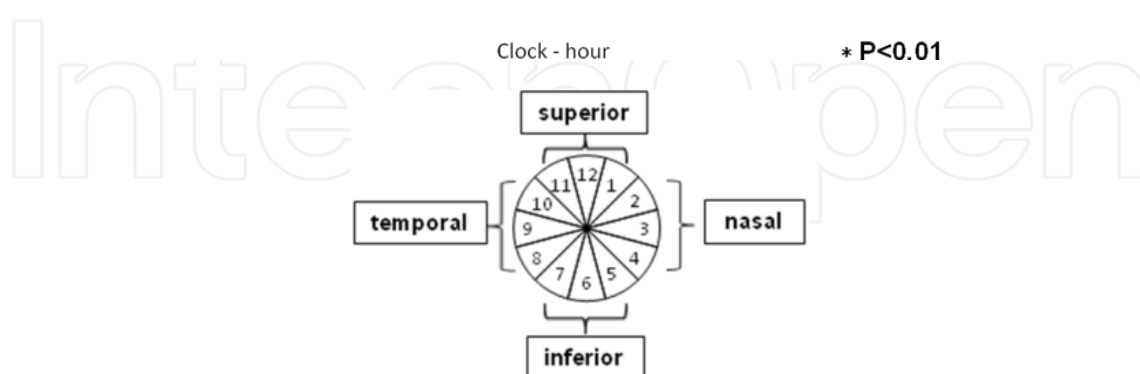 Clock - hour * P<0.01
IntechOpen
superior
12
11 1
10 2
temporal 9 3 nasal
8 4
7 5
6
inferior